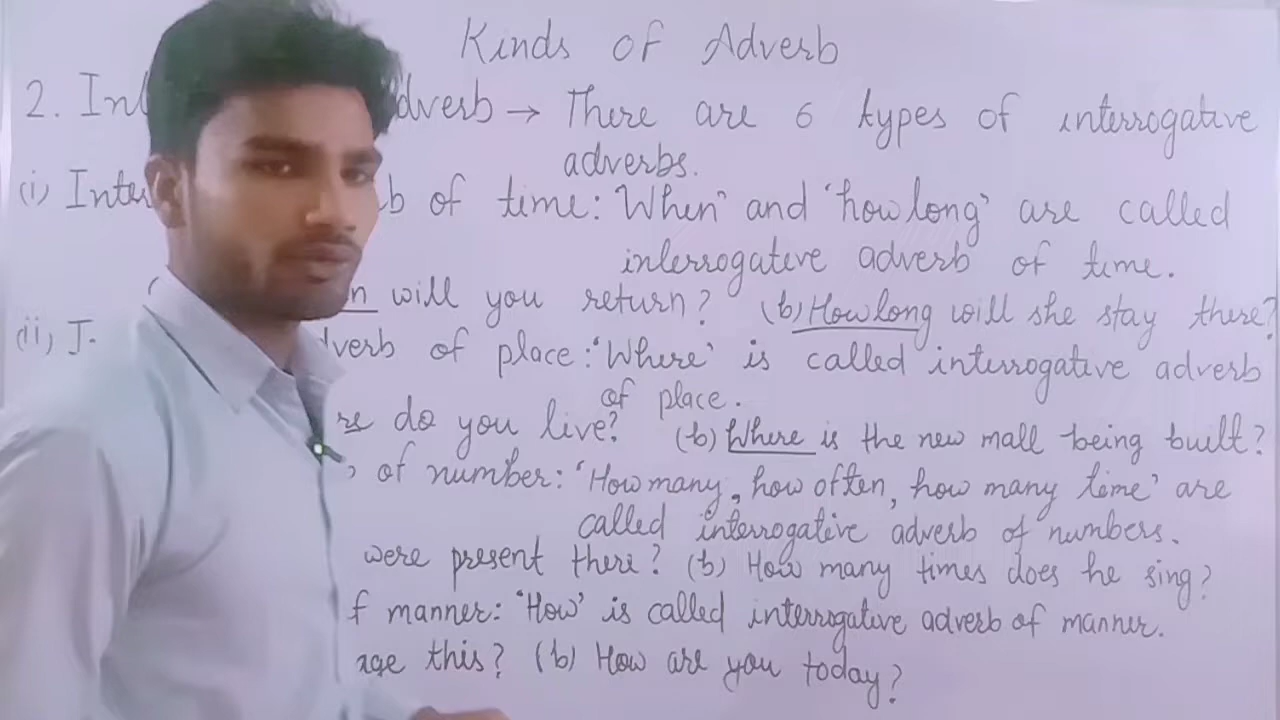 Kinds of Adverb
2. Int dverb → There are 6 types of interrogative
adverbs.
(i) Inter b of time: 'When' and 'how long' are called
interrogative adverb of time.
n will you return? (b) How long will she stay there?
(ii) I dverb of place: 'Where' is called interrogative adverb
of place.
re do you live? (b) Where is the new mall being built?
of number: 'How many, how often, how many time' are
called interrogative adverb of numbers.
were present there? (b) How many times does he sing?
f manner: 'How' is called interrogative adverb of manner.
age this? (b) How are you today?